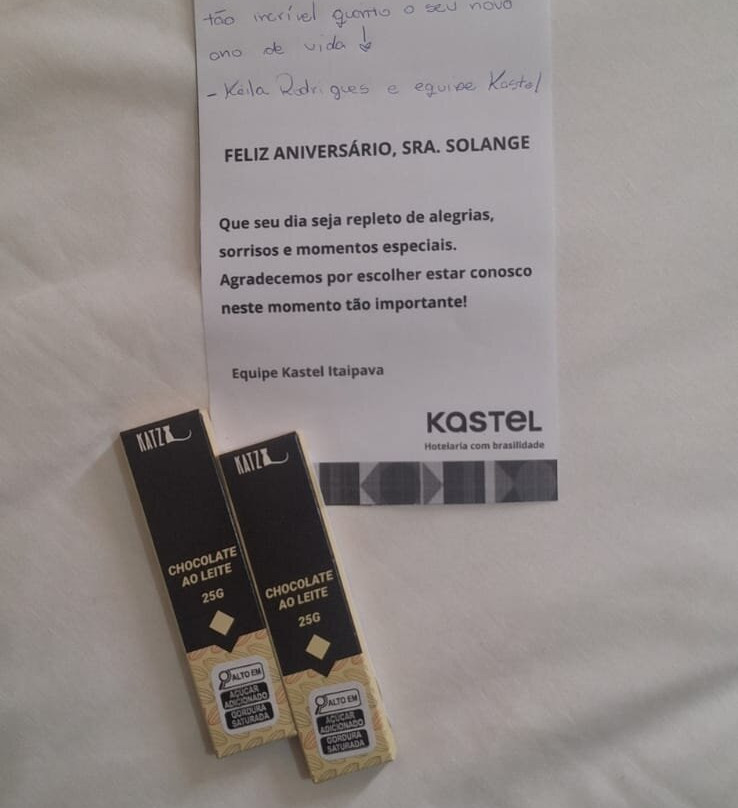 tão incrível quanto o seu novo
ano de vida!
- Keila Rodrigues e equipe Kastel
FELIZ ANIVERSÁRIO, SRA. SOLANGE
Que seu dia seja repleto de alegrias,
sorrisos e momentos especiais.
Agradecemos por escolher estar conosco
neste momento tão importante!
Equipe Kastel Itaipava
KASTEL
Hotelaria com brasilidade
KATZ
CHOCOLATE
AO LEITE
25G
ALTO EM
AÇÚCAR
ADICIONADO
GORDURA
SATURADA
KATZ
CHOCOLATE
AO LEITE
25G
ALTO EM
AÇÚCAR
ADICIONADO
GORDURA
SATURADA